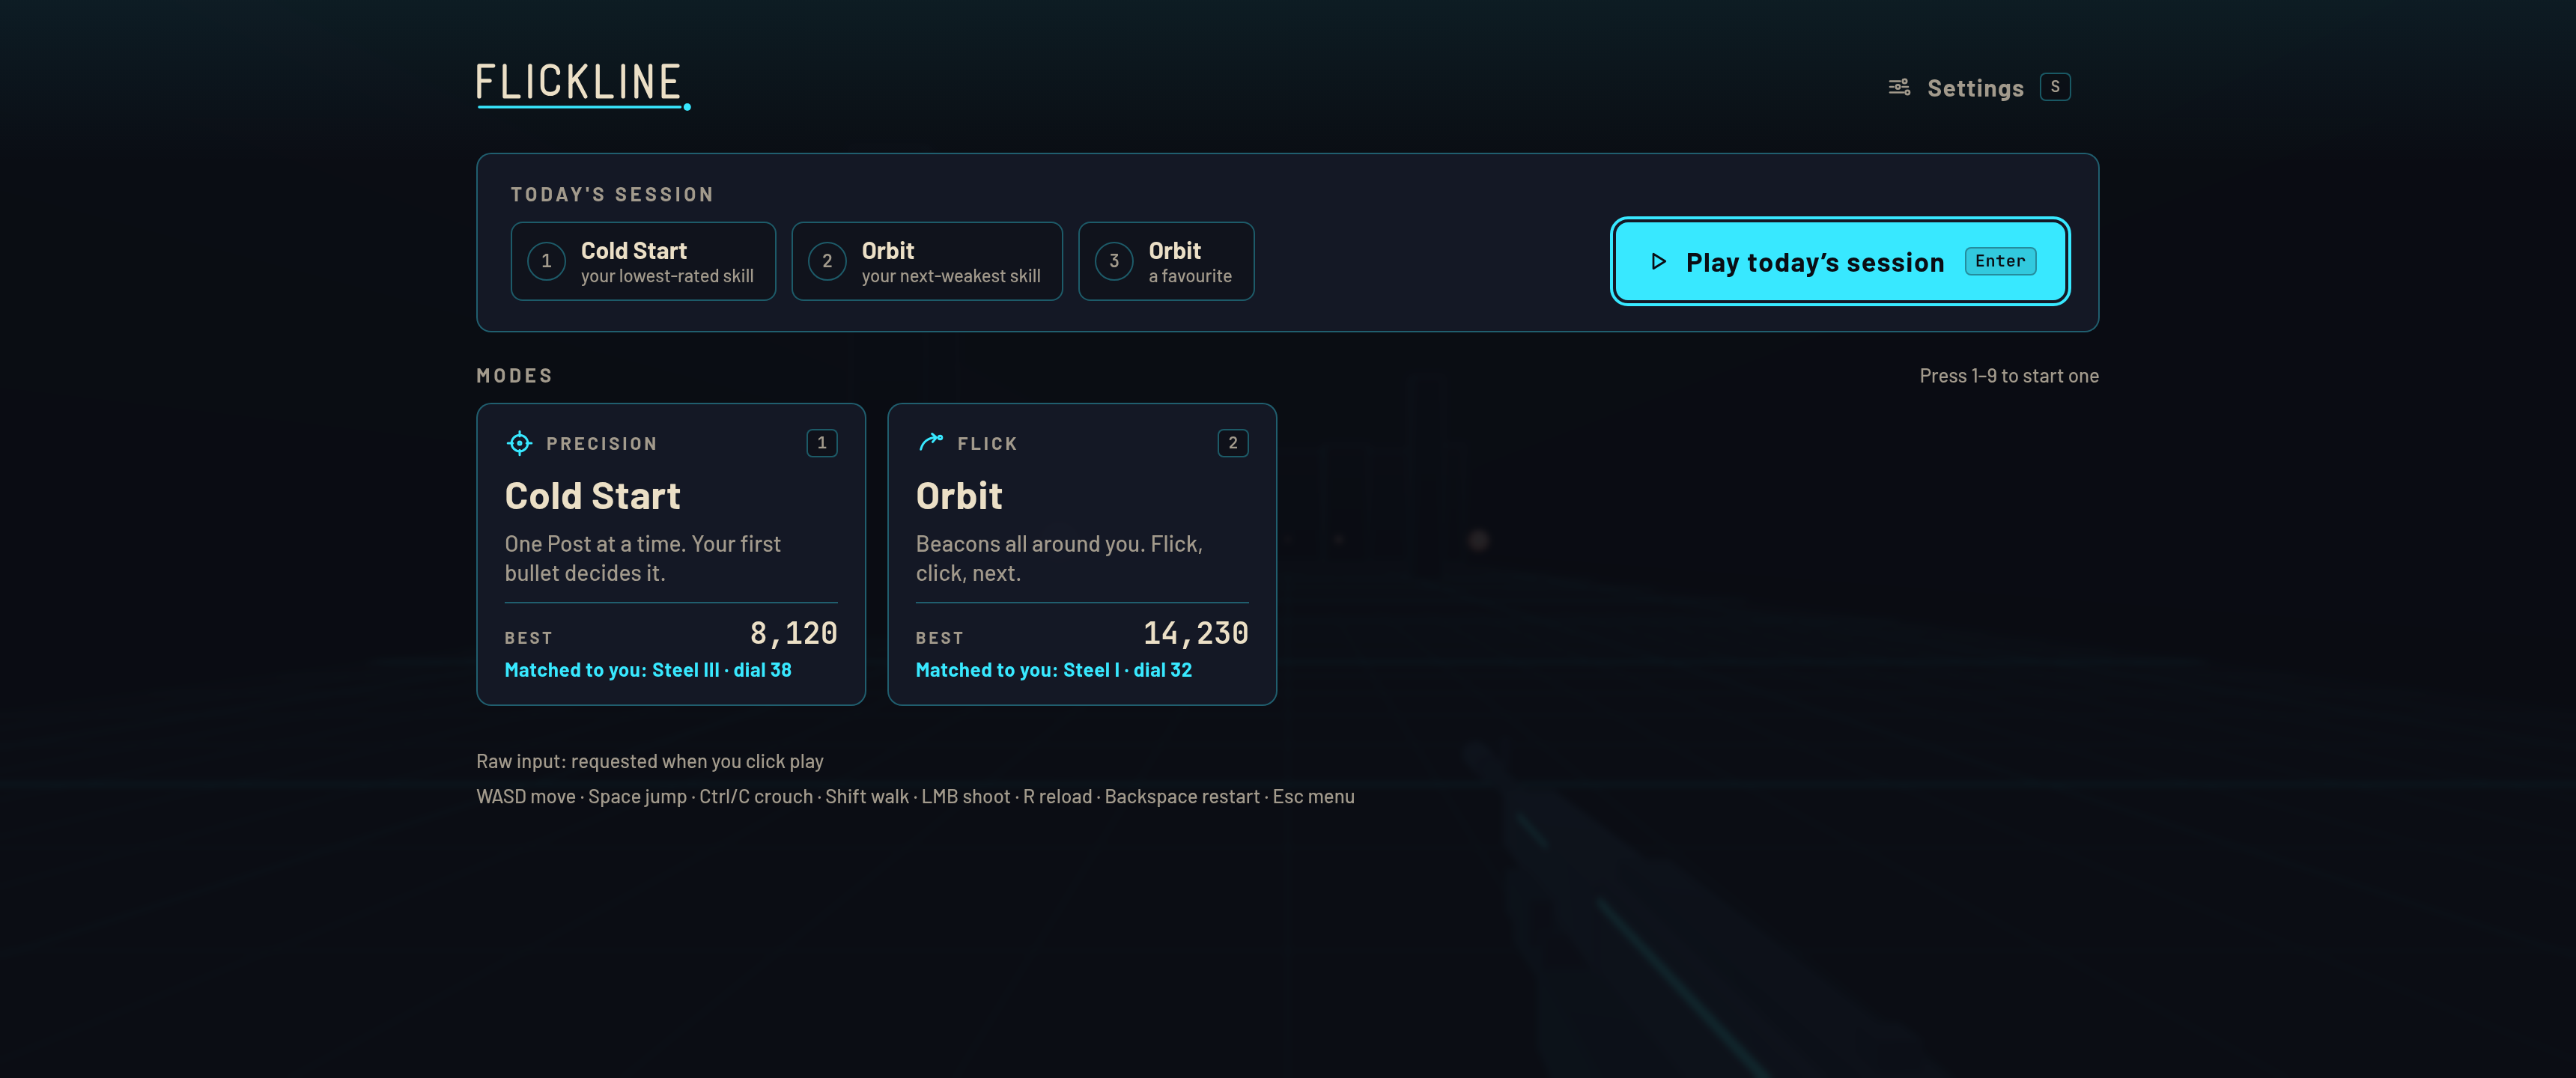 FLICKLINE
Settings S
TODAY'S SESSION
1 Cold Start
your lowest-rated skill
2 Orbit
your next-weakest skill
3 Orbit
a favourite
Play today’s session Enter
MODES
Press 1–9 to start one
PRECISION 1
Cold Start
One Post at a time. Your first
bullet decides it.
BEST 8,120
Matched to you: Steel III · dial 38
FLICK 2
Orbit
Beacons all around you. Flick,
click, next.
BEST 14,230
Matched to you: Steel I · dial 32
Raw input: requested when you click play
WASD move · Space jump · Ctrl/C crouch · Shift walk · LMB shoot · R reload · Backspace restart · Esc menu